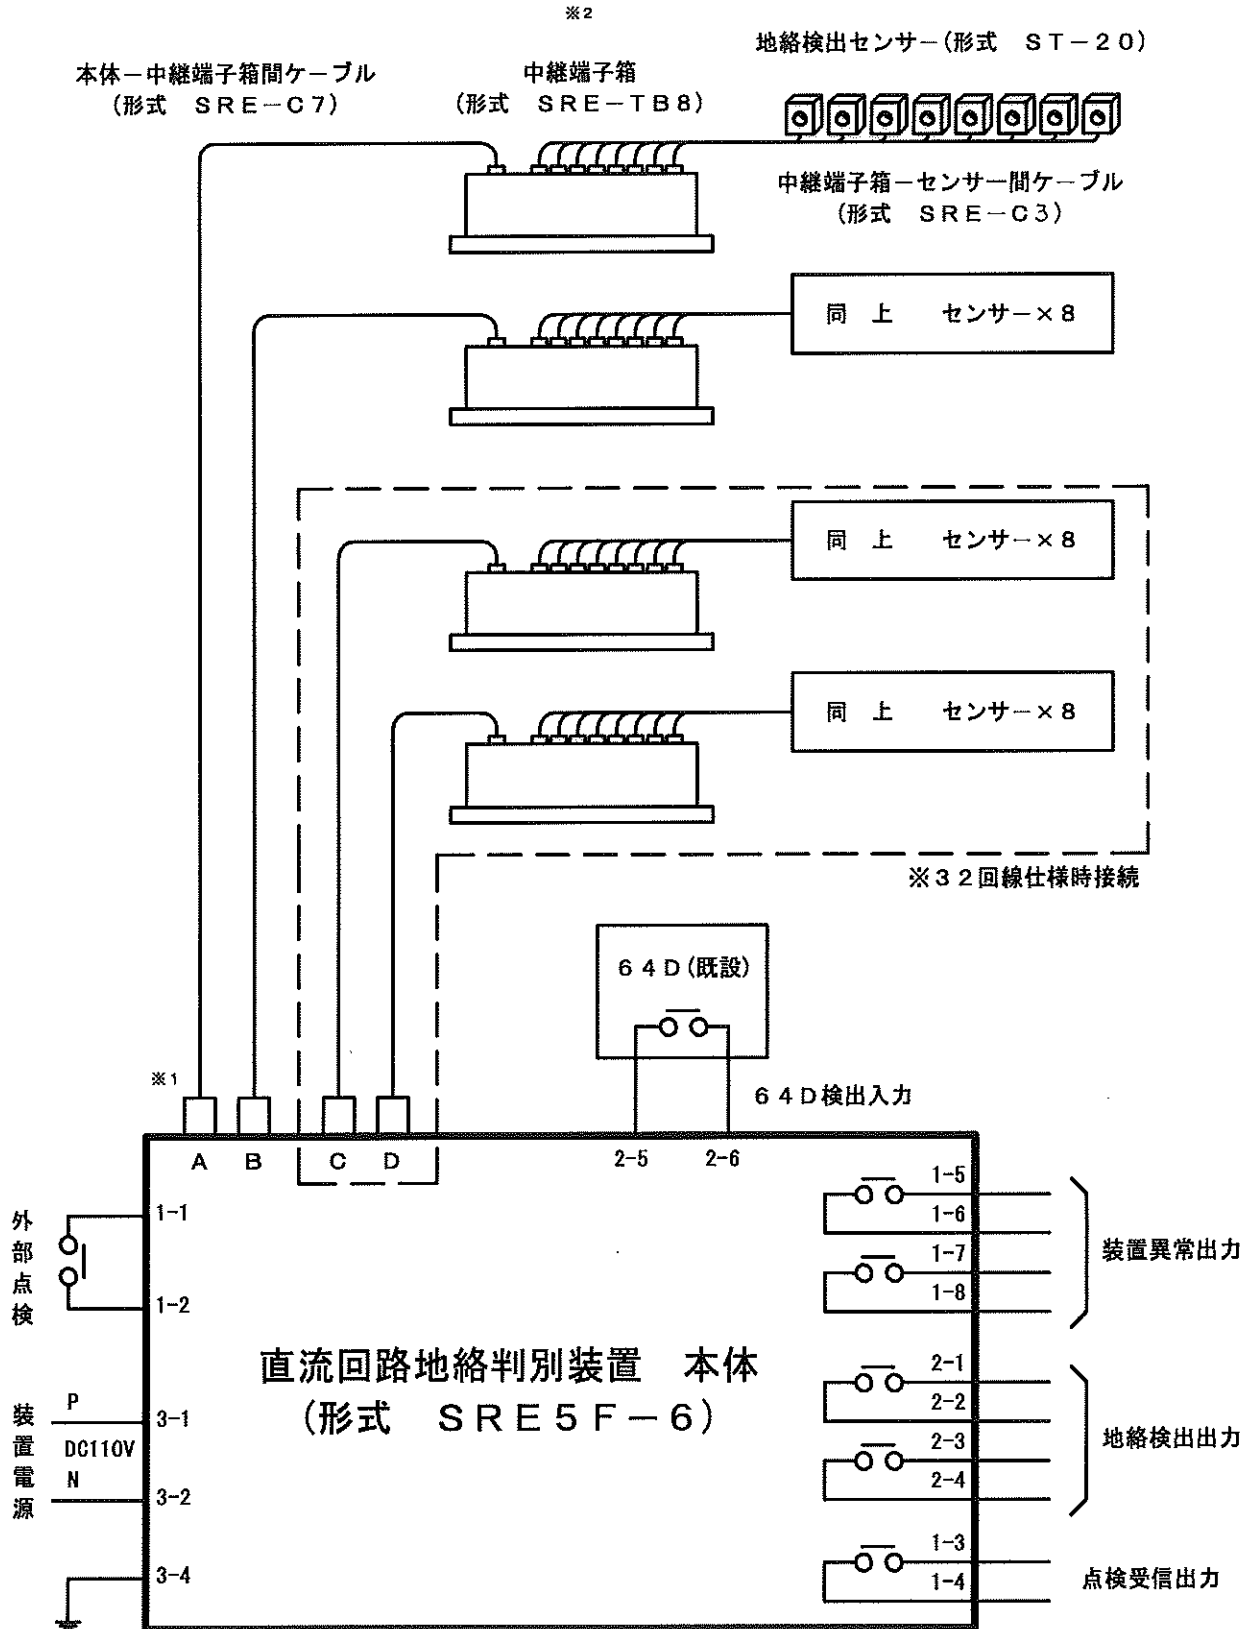 ※2
地絡検出センサー(形式 ST－20)
本体－中継端子箱間ケーブル
(形式 SRE－C7)
中継端子箱
(形式 SRE－TB8)
中継端子箱－センサー間ケーブル
(形式 SRE－C3)
同 上 センサー×8
同 上 センサー×8
同 上 センサー×8
※32回線仕様時接続
64D(既設)
64D検出入力
※1
A B C D
2-5 2-6
外部点検
1-1
1-2
装置電源
P
DC110V
N
3-1
3-2
3-4
直流回路地絡判別装置 本体
(形式 SRE5F－6)
1-5
1-6
1-7
1-8
装置異常出力
2-1
2-2
2-3
2-4
地絡検出出力
1-3
1-4
点検受信出力